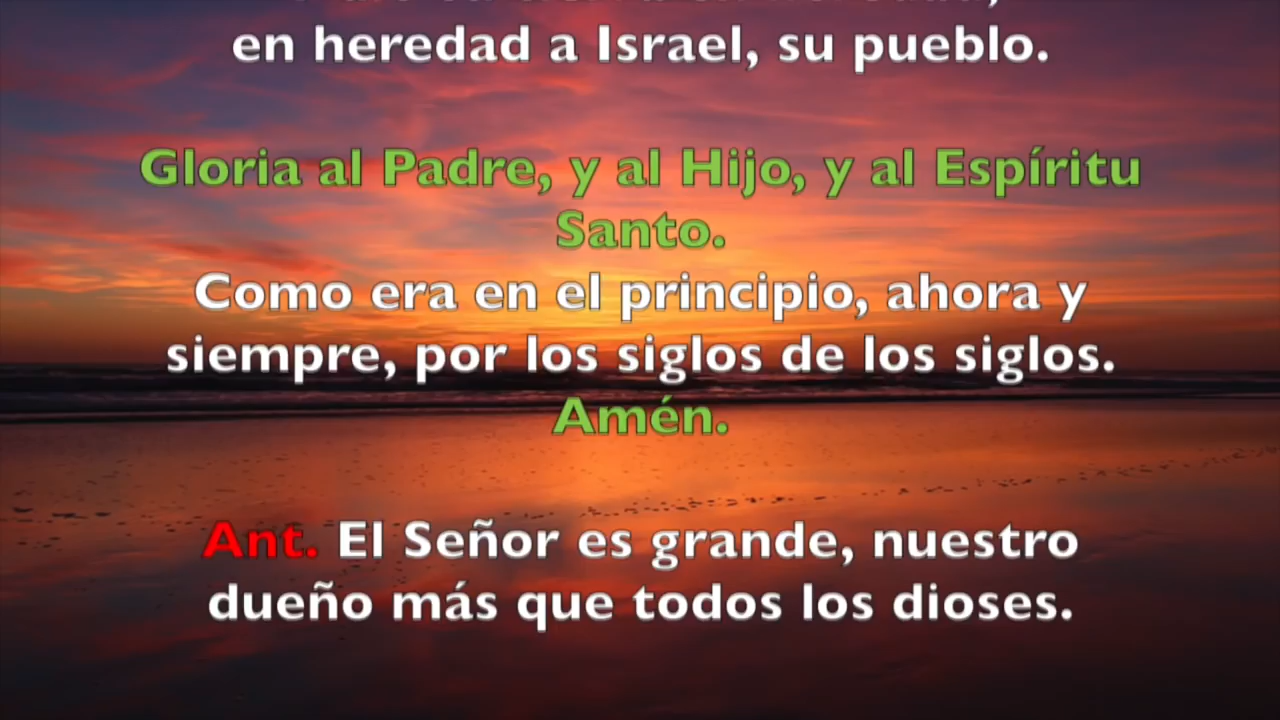 en heredad a Israel, su pueblo.
Gloria al Padre, y al Hijo, y al Espíritu
Santo.
Como era en el principio, ahora y
siempre, por los siglos de los siglos.
Amén.
Ant. El Señor es grande, nuestro
dueño más que todos los dioses.